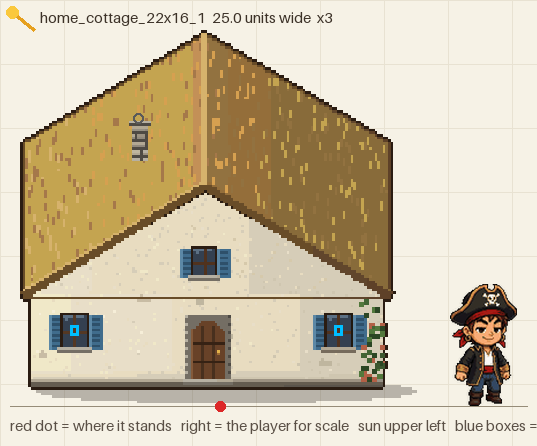 home_cottage_22x16_1 25.0 units wide x3
red dot = where it stands right = the player for scale sun upper left blue boxes =